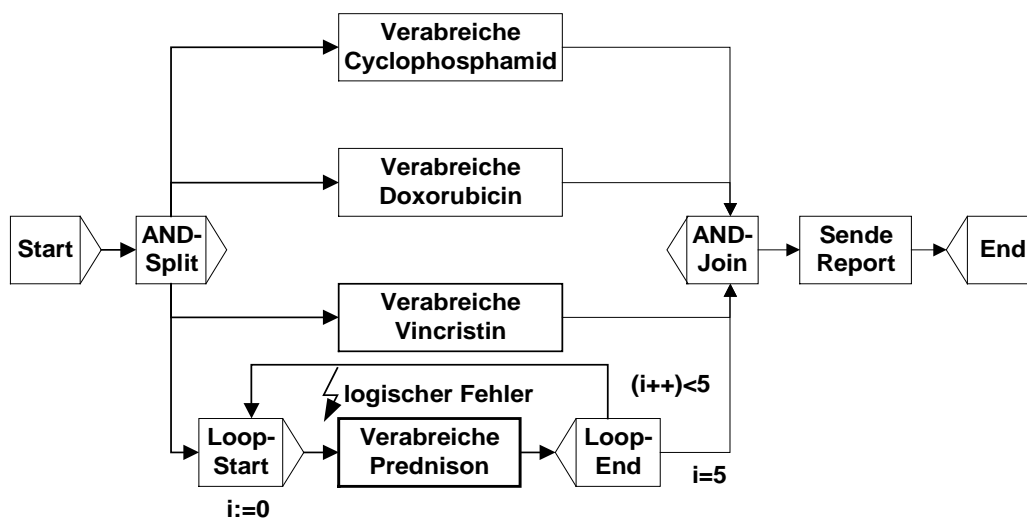 Verabreiche
Cyclophosphamid
Verabreiche
Doxorubicin
Start
AND-
Split
AND-
Join
Sende
Report
End
Verabreiche
Vincristin
logischer Fehler
(i++)<5
Loop-
Start
Verabreiche
Prednison
Loop-
End
i=5
i:=0